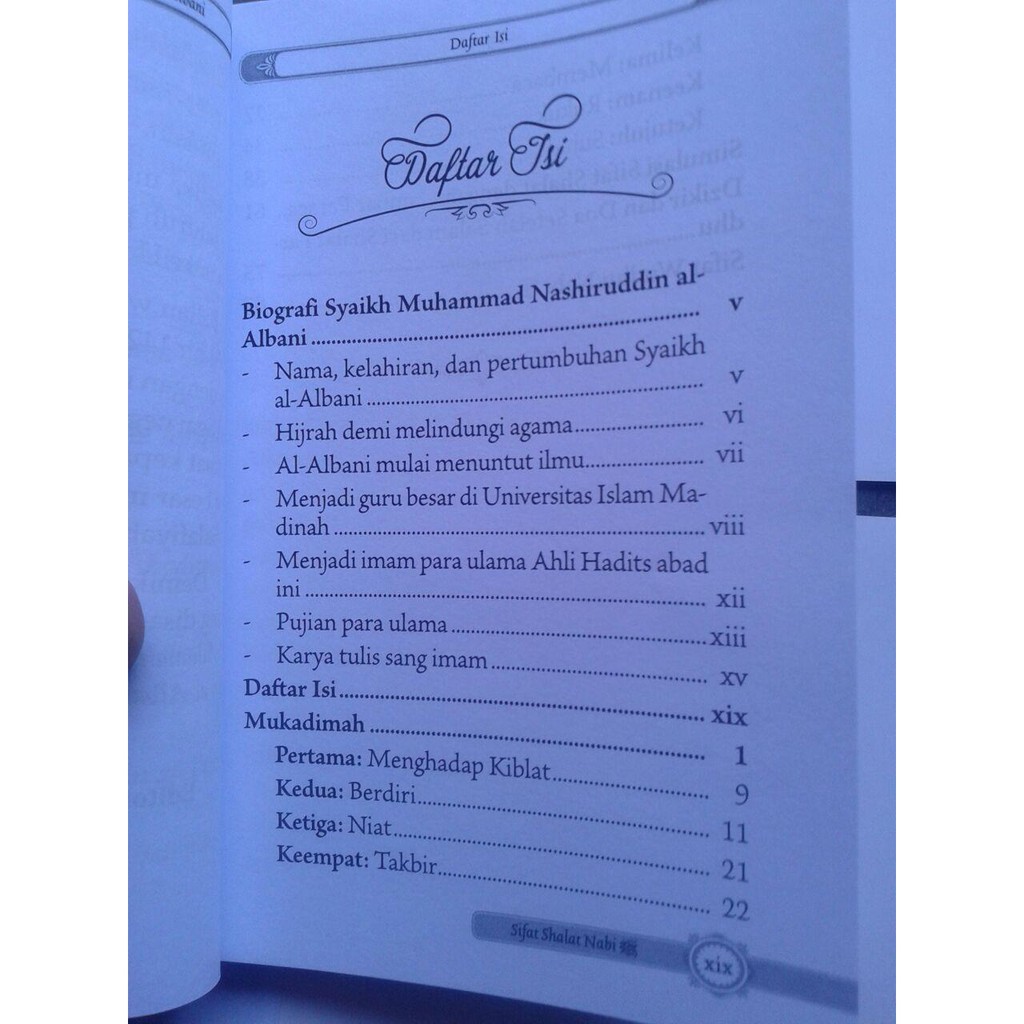 Daftar Isi
Daftar Isi
Biografi Syaikh Muhammad Nashiruddin al-
Albani ........ v
- Nama, kelahiran, dan pertumbuhan Syaikh
al-Albani ........ v
- Hijrah demi melindungi agama ........ vi
- Al-Albani mulai menuntut ilmu ........ vii
- Menjadi guru besar di Universitas Islam Ma-
dinah ........ viii
- Menjadi imam para ulama Ahli Hadits abad
ini ........ xii
- Pujian para ulama ........ xiii
- Karya tulis sang imam ........ xv
Daftar Isi ........ xix
Mukadimah ........ 1
Pertama: Menghadap Kiblat ........ 9
Kedua: Berdiri ........ 11
Ketiga: Niat ........ 21
Keempat: Takbir ........ 22
Sifat Shalat Nabi ﷺ
xix